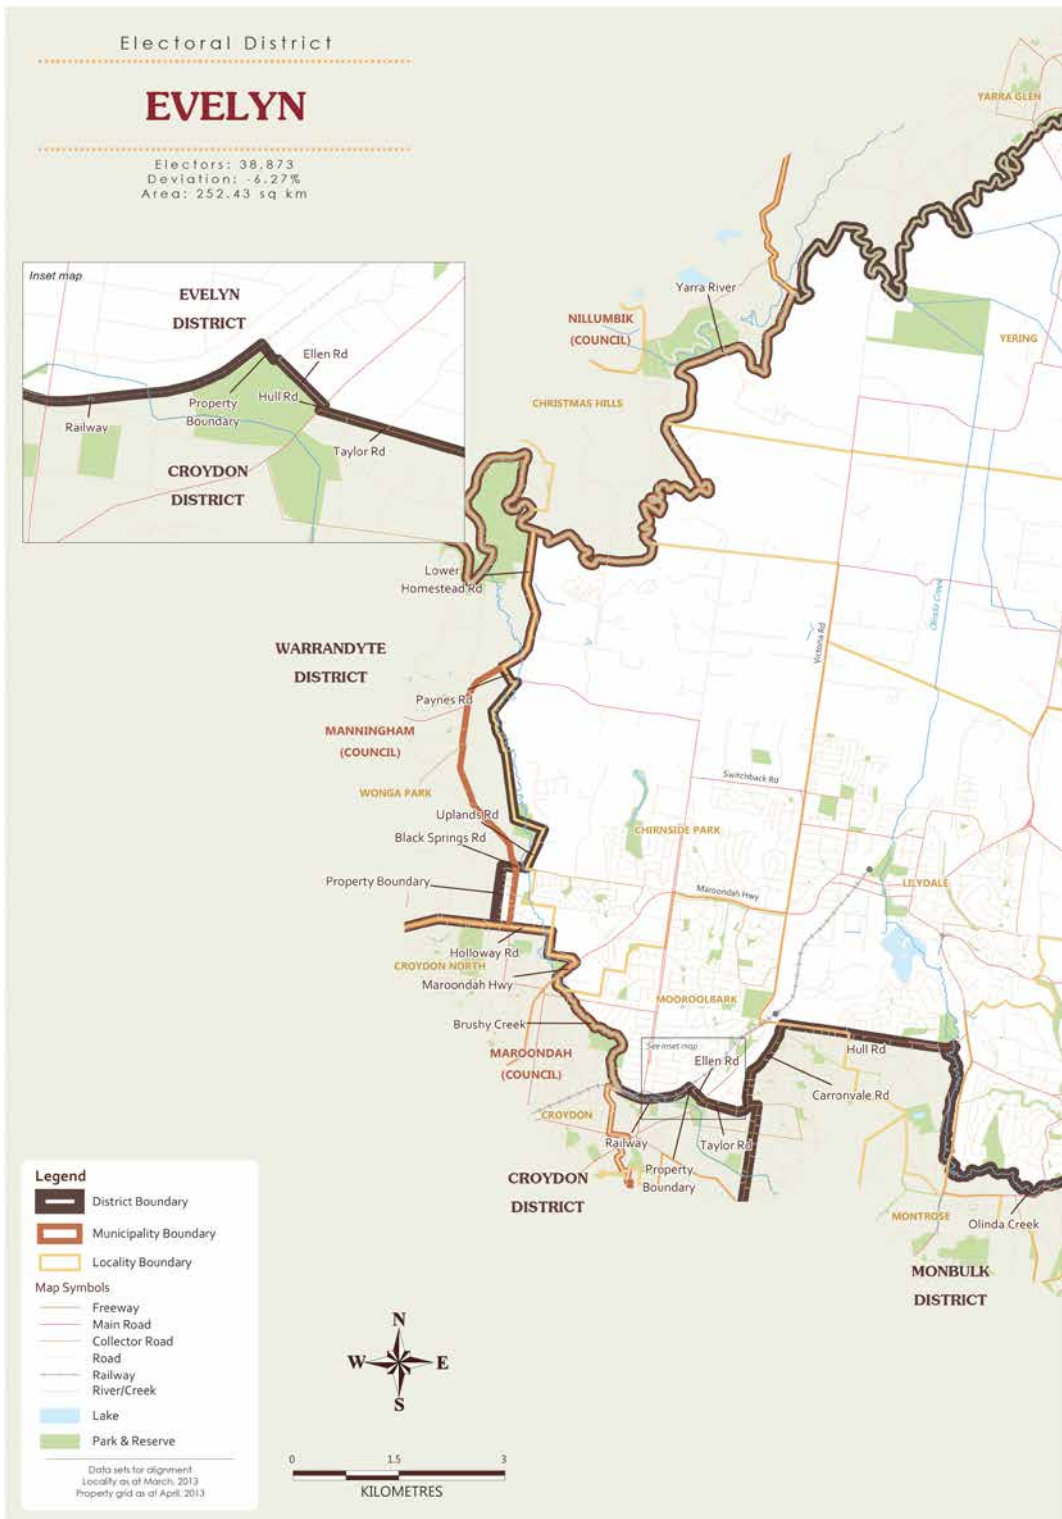 Electoral District
EVELYN
Electors: 38,873
Deviation: -6.27%
Area: 252.43 sq km
Inset map
EVELYN
DISTRICT
Ellen Rd
Hull Rd
Property
Boundary
Railway
Taylor Rd
CROYDON
DISTRICT
YARRA GLEN
Yarra River
NILLUMBIK
(COUNCIL)
YERING
CHRISTMAS HILLS
Lower
Homestead Rd
Olinda Creek
Victoria Rd
WARRANDYTE
DISTRICT
Paynes Rd
MANNINGHAM
(COUNCIL)
Switchback Rd
WONGA PARK
Uplands Rd
CHIRNSIDE PARK
Black Springs Rd
Property Boundary
Maroondah Hwy
LILYDALE
Holloway Rd
CROYDON NORTH
Maroondah Hwy
MOOROOLBARK
Brushy Creek
MAROONDAH
(COUNCIL)
See inset map
Ellen Rd
Hull Rd
Carronvale Rd
CROYDON
Railway
Taylor Rd
Property
Boundary
CROYDON
DISTRICT
MONTROSE
Olinda Creek
MONBULK
DISTRICT
Legend
District Boundary
Municipality Boundary
Locality Boundary
Map Symbols
Freeway
Main Road
Collector Road
Road
Railway
River/Creek
Lake
Park & Reserve
Data sets for alignment
Locality as at March, 2013
Property grid as at April, 2013
N
W
E
S
0
1.5
3
KILOMETRES